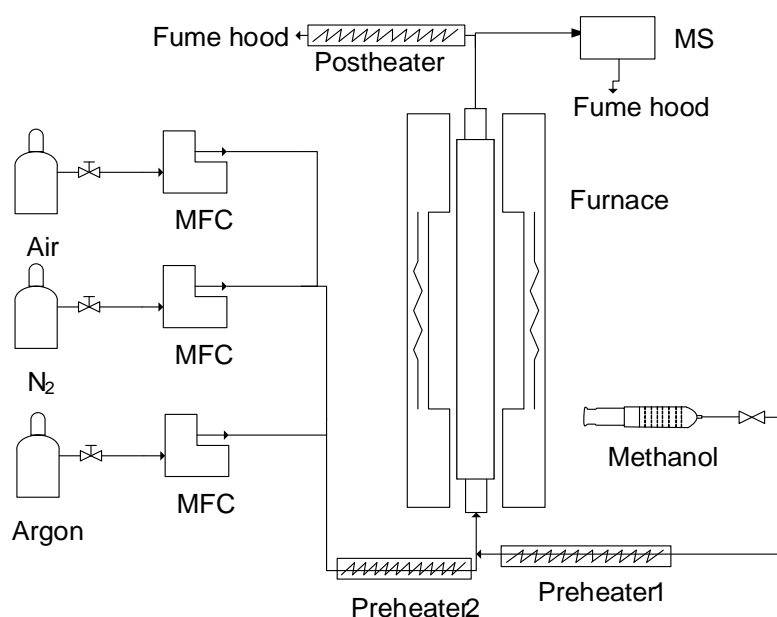 Fume hood
Postheater
MS
Fume hood
Furnace
MFC
Air
MFC
N₂
MFC
Argon
Methanol
Preheater1
Preheater2